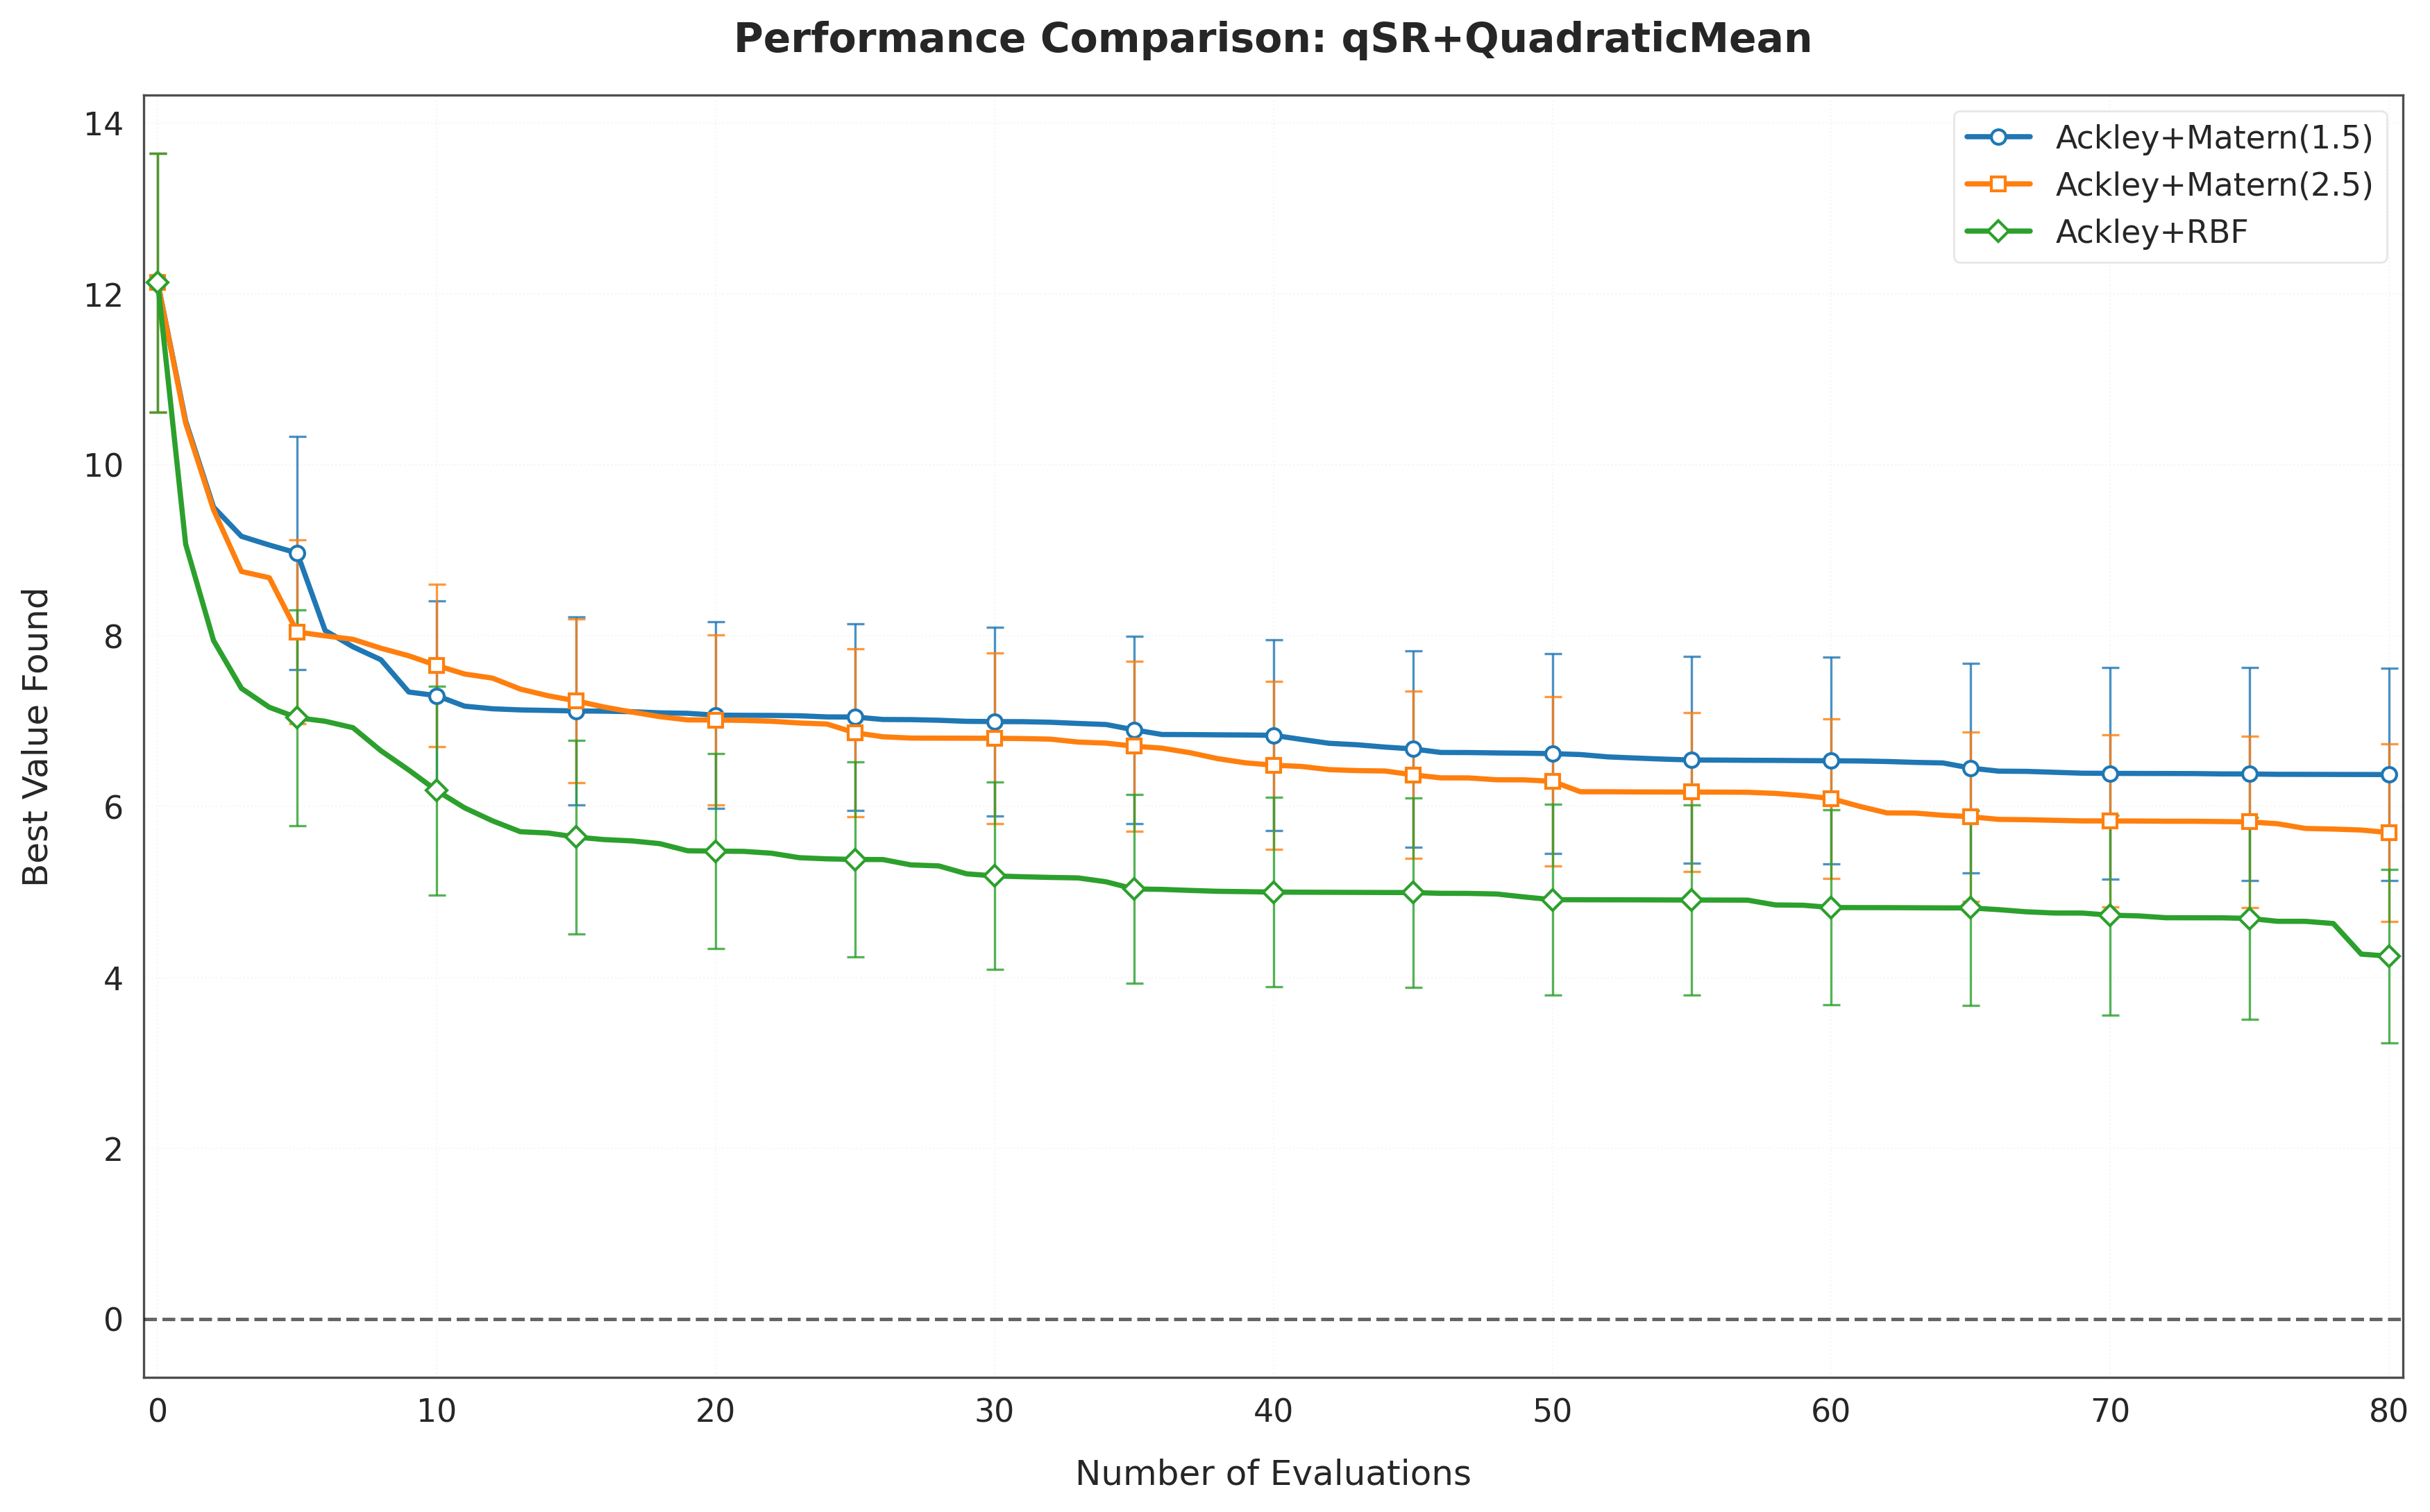 Performance Comparison: qSR+QuadraticMean
Ackley+Matern(1.5)
Ackley+Matern(2.5)
Ackley+RBF
Best Value Found
14
12
10
8
6
4
2
0
0 10 20 30 40 50 60 70 80
Number of Evaluations